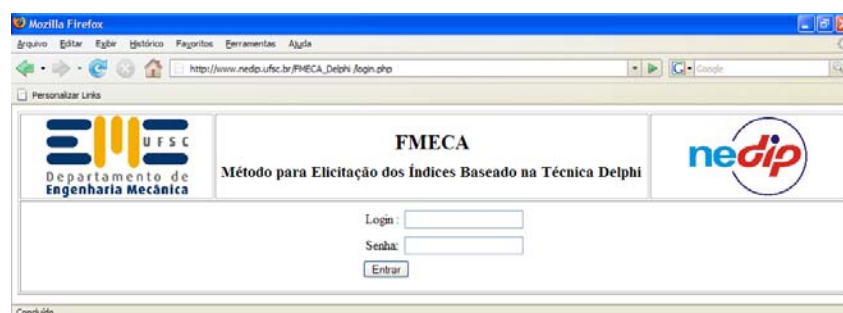 Mozilla Firefox
Arquivo Editar Exibir Histórico Favoritos Ferramentas Ajuda
http://www.nedip.ufsc.br/FMECA_Delphi /login.php
Google
Personalizar Links
EMC
UFSC
Departamento de
Engenharia Mecânica
FMECA
Método para Elicitação dos Índices Baseado na Técnica Delphi
nedip
Login :
Senha:
Entrar
Concluído